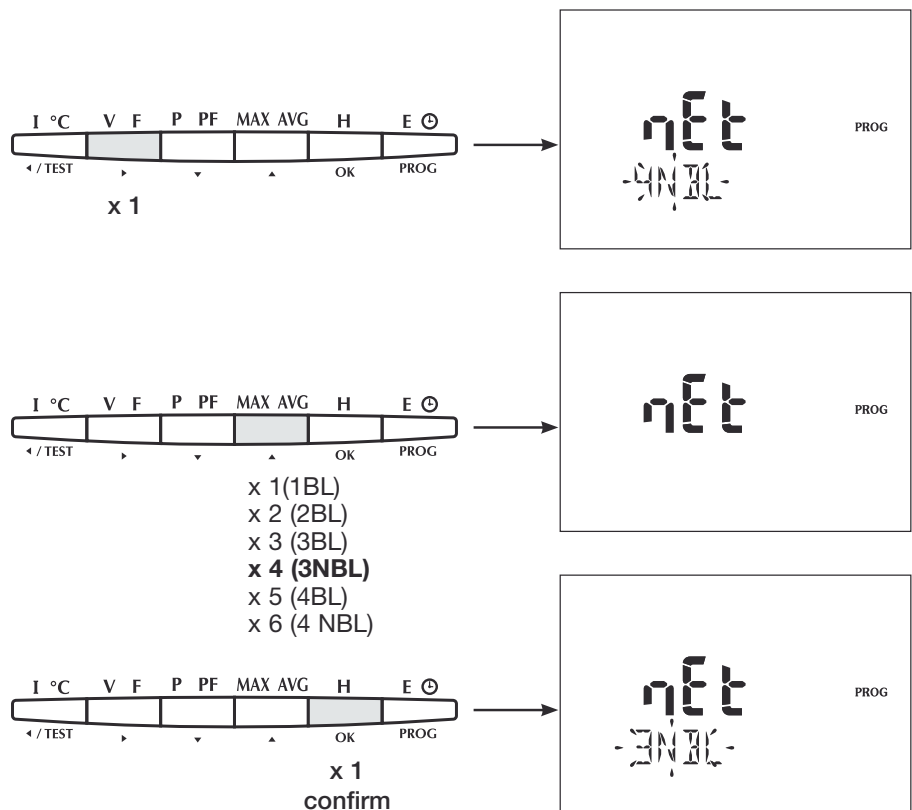 I °C V F P PF MAX AVG H E
/ TEST OK PROG
x 1
nEt PROG
4NBL
I °C V F P PF MAX AVG H E
/ TEST OK PROG
x 1(1BL)
x 2 (2BL)
x 3 (3BL)
x 4 (3NBL)
x 5 (4BL)
x 6 (4 NBL)
nEt PROG
I °C V F P PF MAX AVG H E
/ TEST OK PROG
x 1
confirm
nEt PROG
3NBL